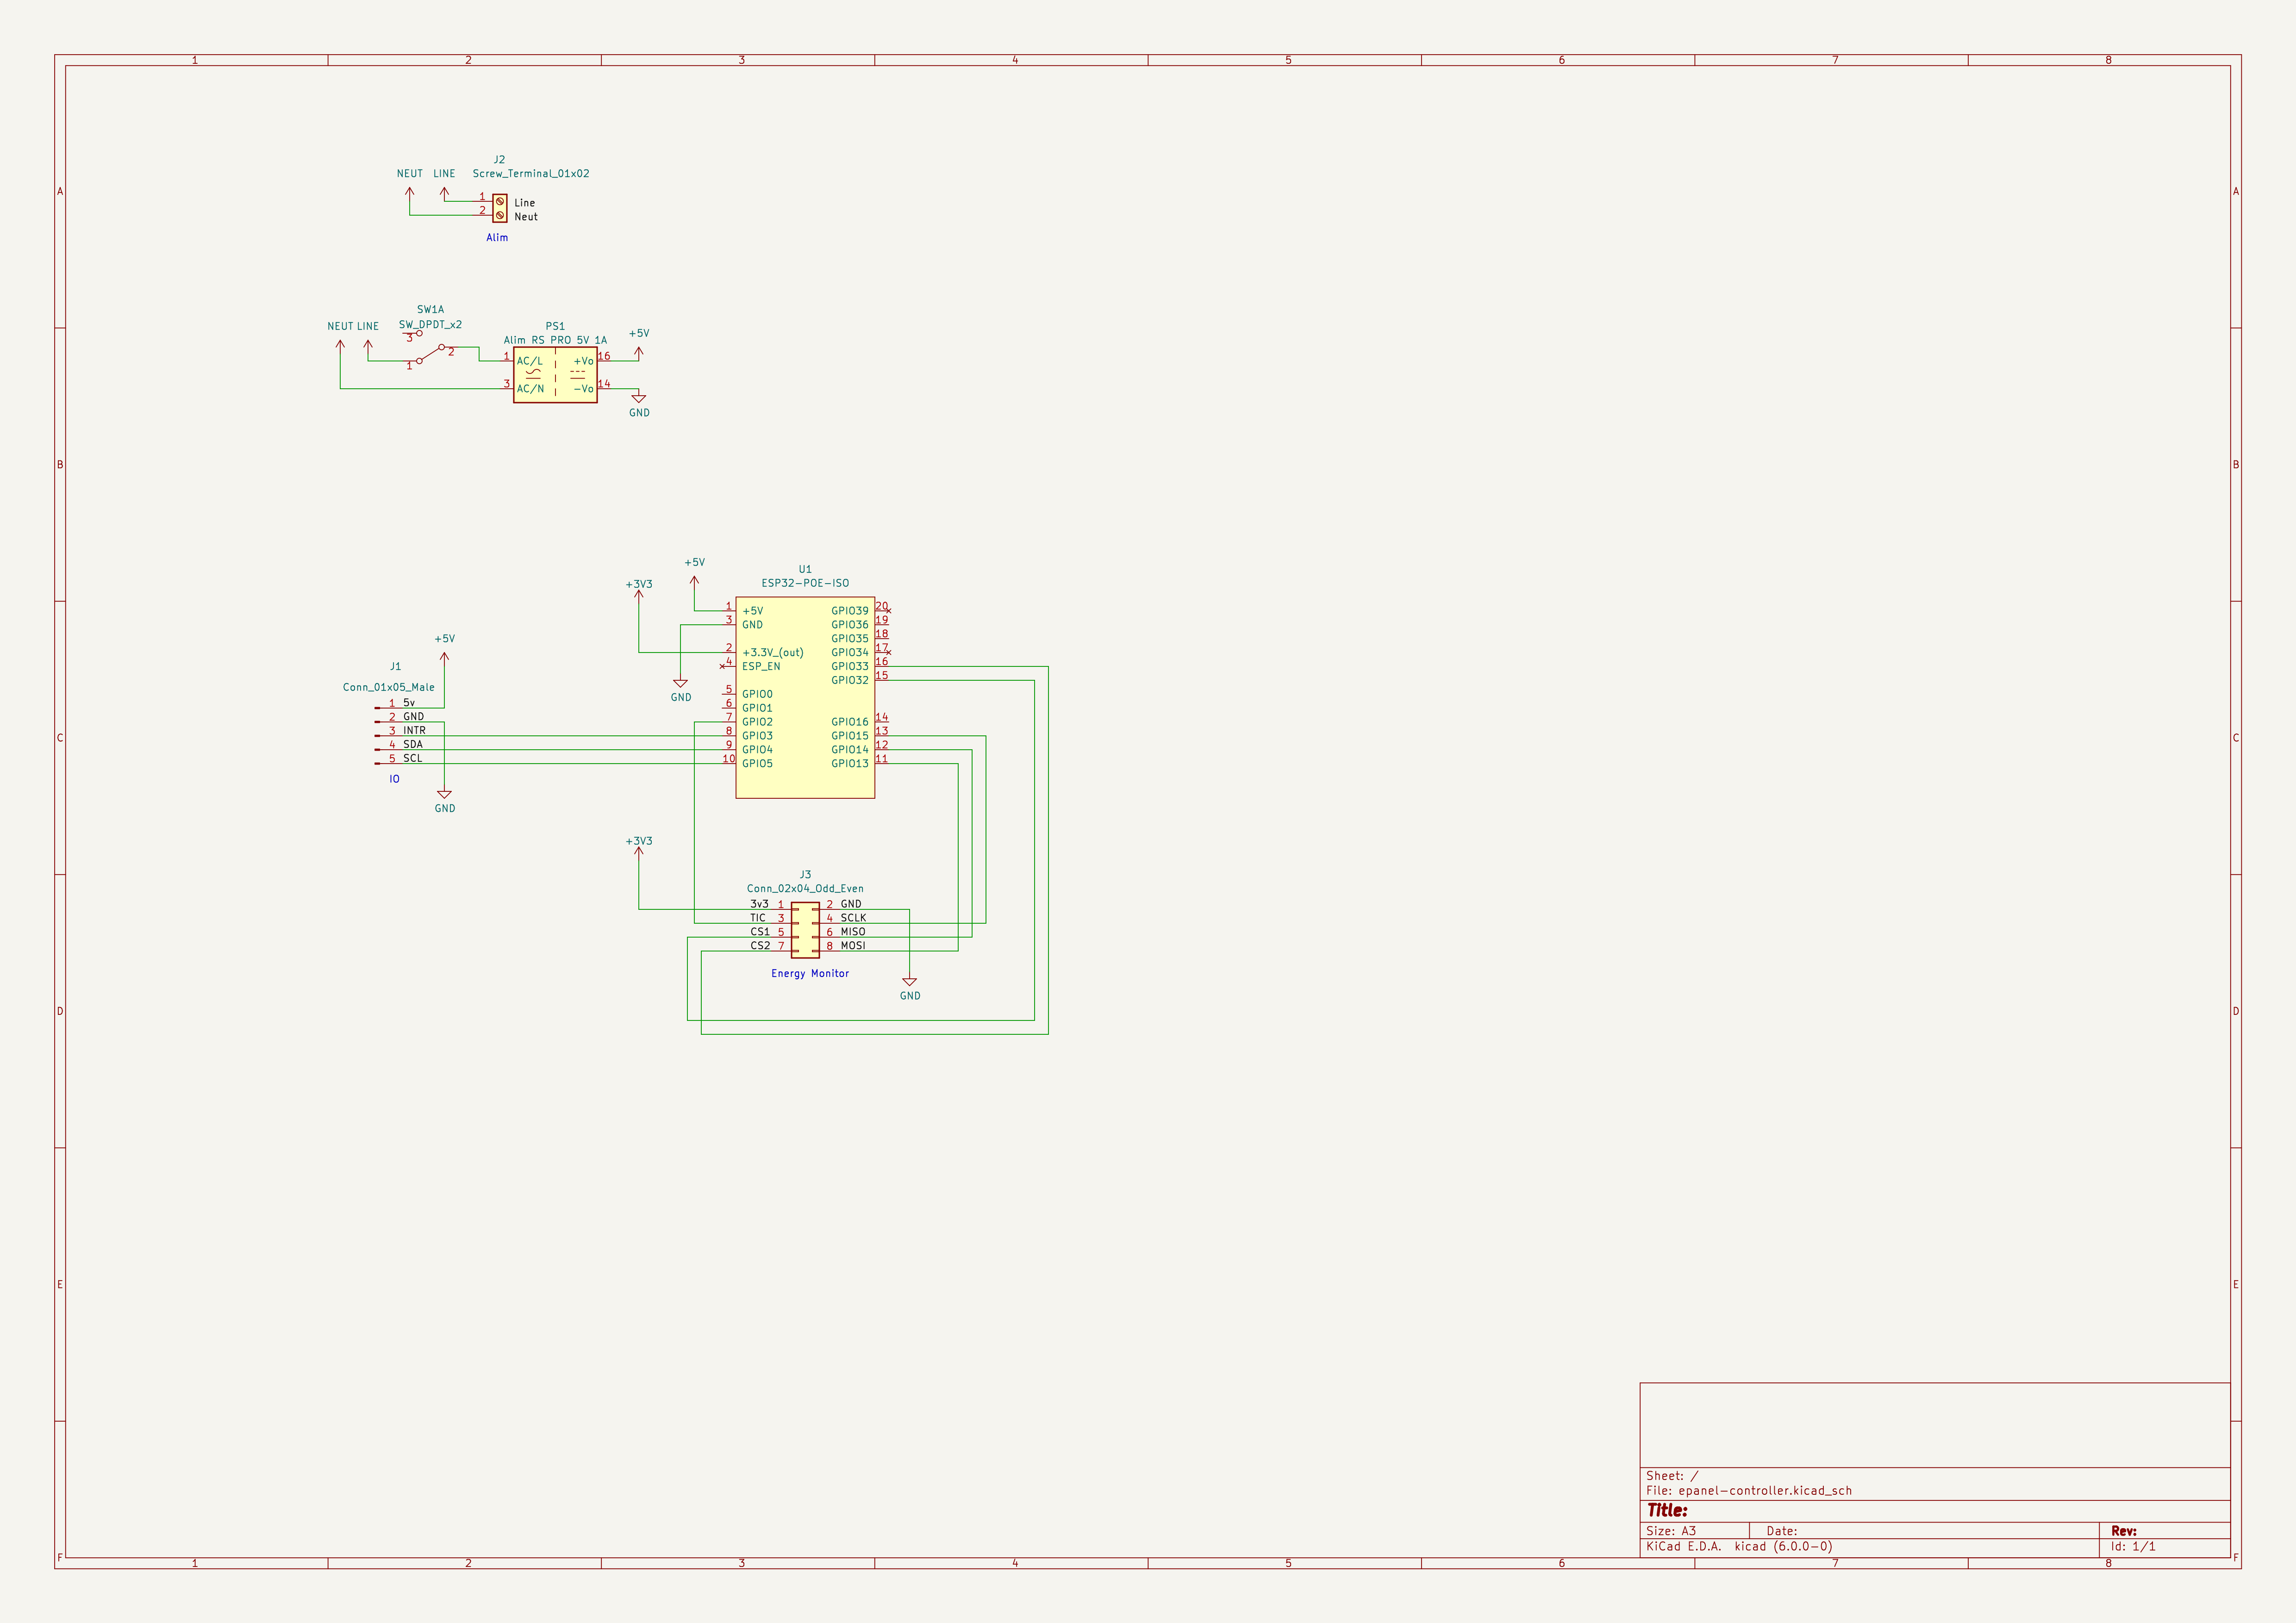 1 2 3 4 5 6 7 8
A
B
C
D
E
F
A
B
C
D
E
F
J2
Screw_Terminal_01x02
NEUT LINE
1 Line
2 Neut
Alim
SW1A
SW_DPDT_x2
NEUT LINE
3
2
1
PS1
Alim RS PRO 5V 1A
+5V
1 AC/L +Vo 16
3 AC/N -Vo 14
GND
+5V
+3V3
U1
ESP32-POE-ISO
1 +5V GPIO39 20
3 GND GPIO36 19
GPIO35 18
2 +3.3V_(out) GPIO34 17
4 ESP_EN GPIO33 16
GPIO32 15
5 GPIO0
6 GPIO1
7 GPIO2 GPIO16 14
8 GPIO3 GPIO15 13
9 GPIO4 GPIO14 12
10 GPIO5 GPIO13 11
GND
+5V
J1
Conn_01x05_Male
1 5v
2 GND
3 INTR
4 SDA
5 SCL
IO
GND
+3V3
J3
Conn_02x04_Odd_Even
3v3 1 2 GND
TIC 3 4 SCLK
CS1 5 6 MISO
CS2 7 8 MOSI
Energy Monitor
GND
Sheet: /
File: epanel-controller.kicad_sch
Title:
Size: A3 Date: Rev:
KiCad E.D.A. kicad (6.0.0-0) Id: 1/1
1 2 3 4 5 6 7 8